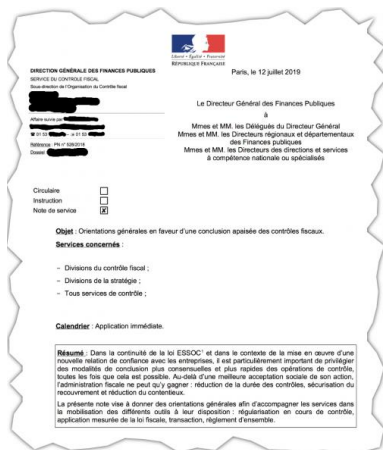 Liberté • Égalité • Fraternité
RÉPUBLIQUE FRANÇAISE
DIRECTION GÉNÉRALE DES FINANCES PUBLIQUES
SERVICE DU CONTROLE FISCAL
Sous-direction de l'Organisation du Contrôle fiscal
Affaire suivie par
Référence : PN n°
Dossier
Paris, le 12 juillet 2019
Le Directeur Général des Finances Publiques
à
Mmes et MM. les Délégués du Directeur Général
Mmes et MM. les Directeurs régionaux et départementaux
des Finances publiques
Mmes et MM. les Directeurs des directions et services
à compétence nationale ou spécialisés
Circulaire
Instruction
Note de service X
Objet : Orientations générales en faveur d'une conclusion apaisée des contrôles fiscaux.
Services concernés :
– Divisions du contrôle fiscal ;
– Divisions de la stratégie ;
– Tous services de contrôle ;
Calendrier : Application immédiate.
Résumé : Dans la continuité de la loi ESSOC¹ et dans le contexte de la mise en œuvre d'une
nouvelle relation de confiance avec les entreprises, il est particulièrement important de privilégier
des modalités de conclusion plus consensuelles et plus rapides des opérations de contrôle,
toutes les fois que cela est possible. Au-delà d'une meilleure acceptation sociale de son action,
l'administration fiscale ne peut qu'y gagner : réduction de la durée des contrôles, sécurisation du
recouvrement et réduction du contentieux.
La présente note vise à donner des orientations générales afin d'accompagner les services dans
la mobilisation des différents outils à leur disposition : régularisation en cours de contrôle,
application mesurée de la loi fiscale, transaction, règlement d'ensemble.